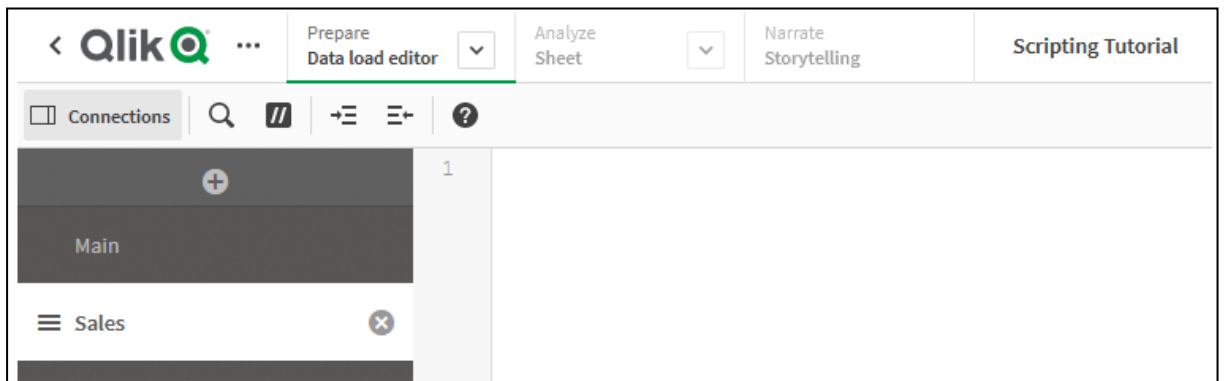 Qlik
Prepare
Data load editor
Analyze
Sheet
Narrate
Storytelling
Scripting Tutorial
Connections
//
?
1
Main
Sales